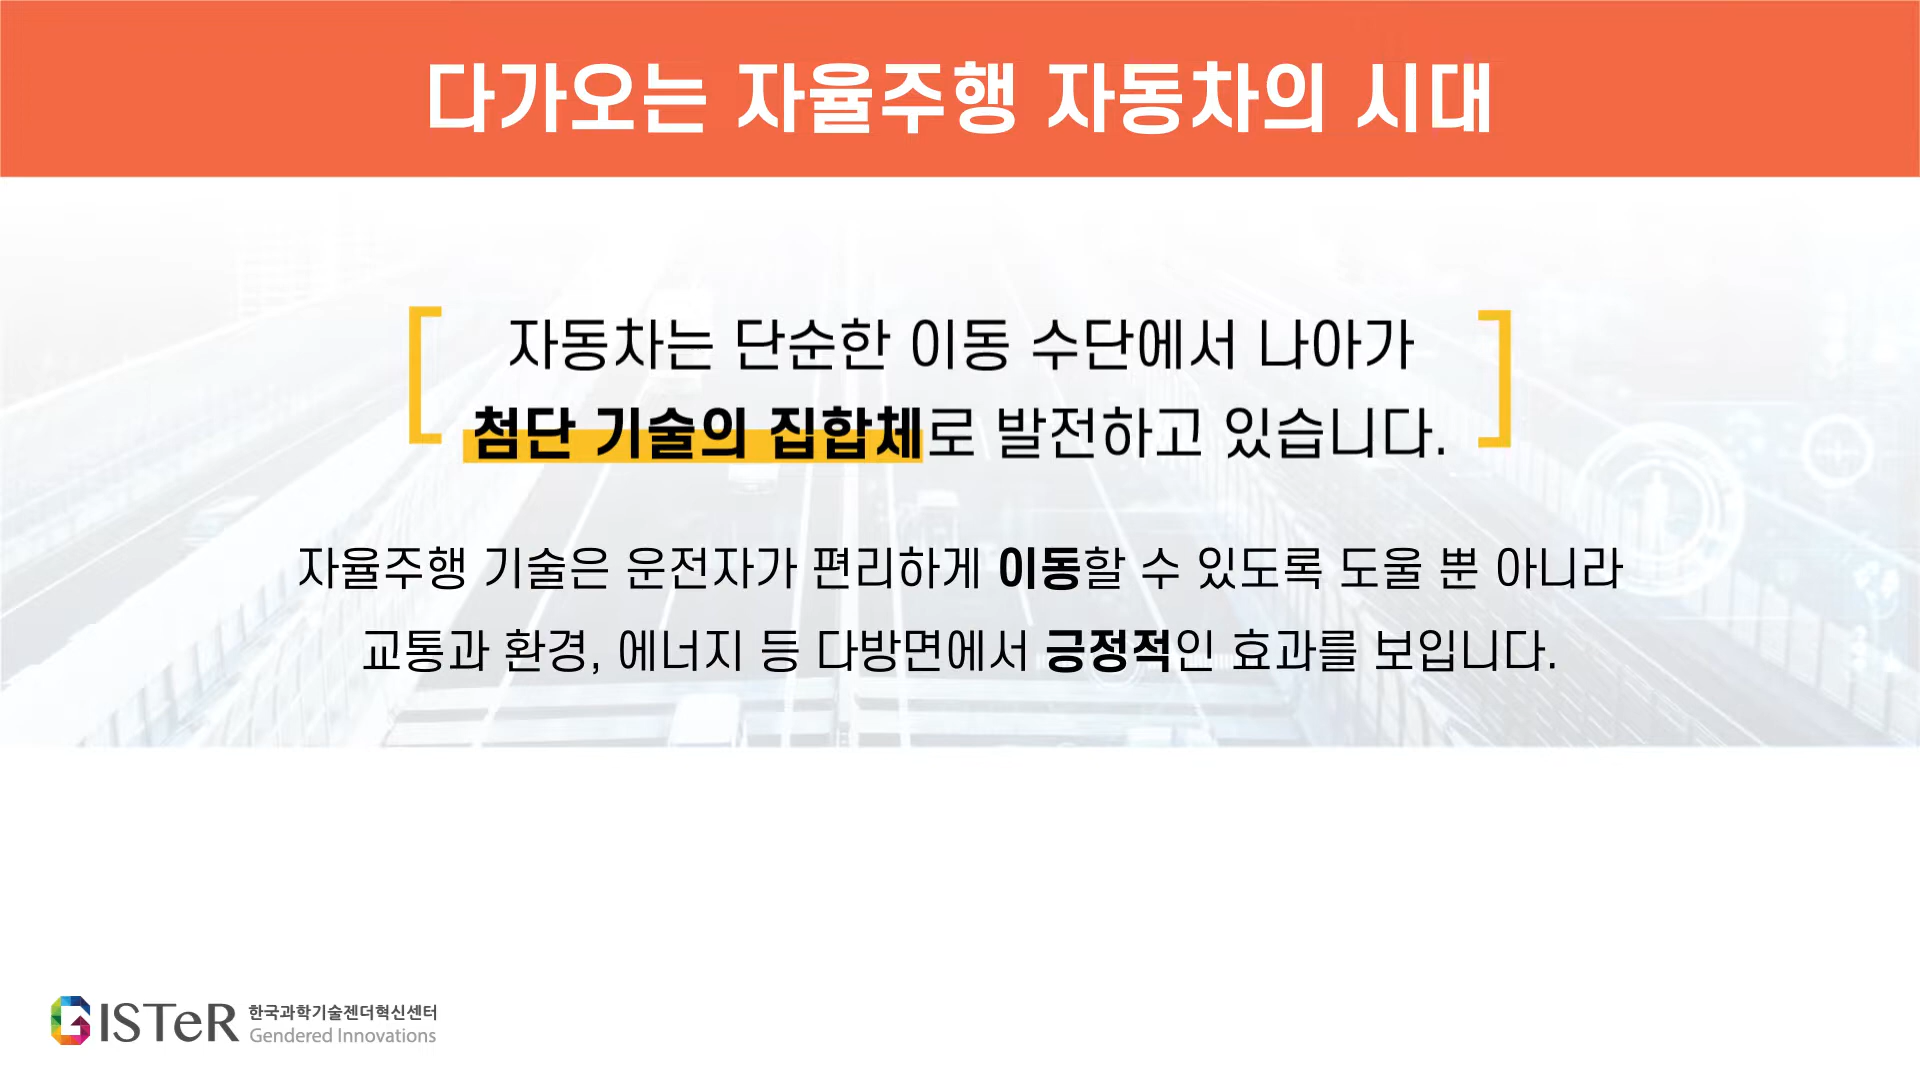 다가오는 자율주행 자동차의 시대
자동차는 단순한 이동 수단에서 나아가
첨단 기술의 집합체로 발전하고 있습니다.
자율주행 기술은 운전자가 편리하게 이동할 수 있도록 도울 뿐 아니라
교통과 환경, 에너지 등 다방면에서 긍정적인 효과를 보입니다.
GISTeR 한국과학기술젠더혁신센터
Gendered Innovations